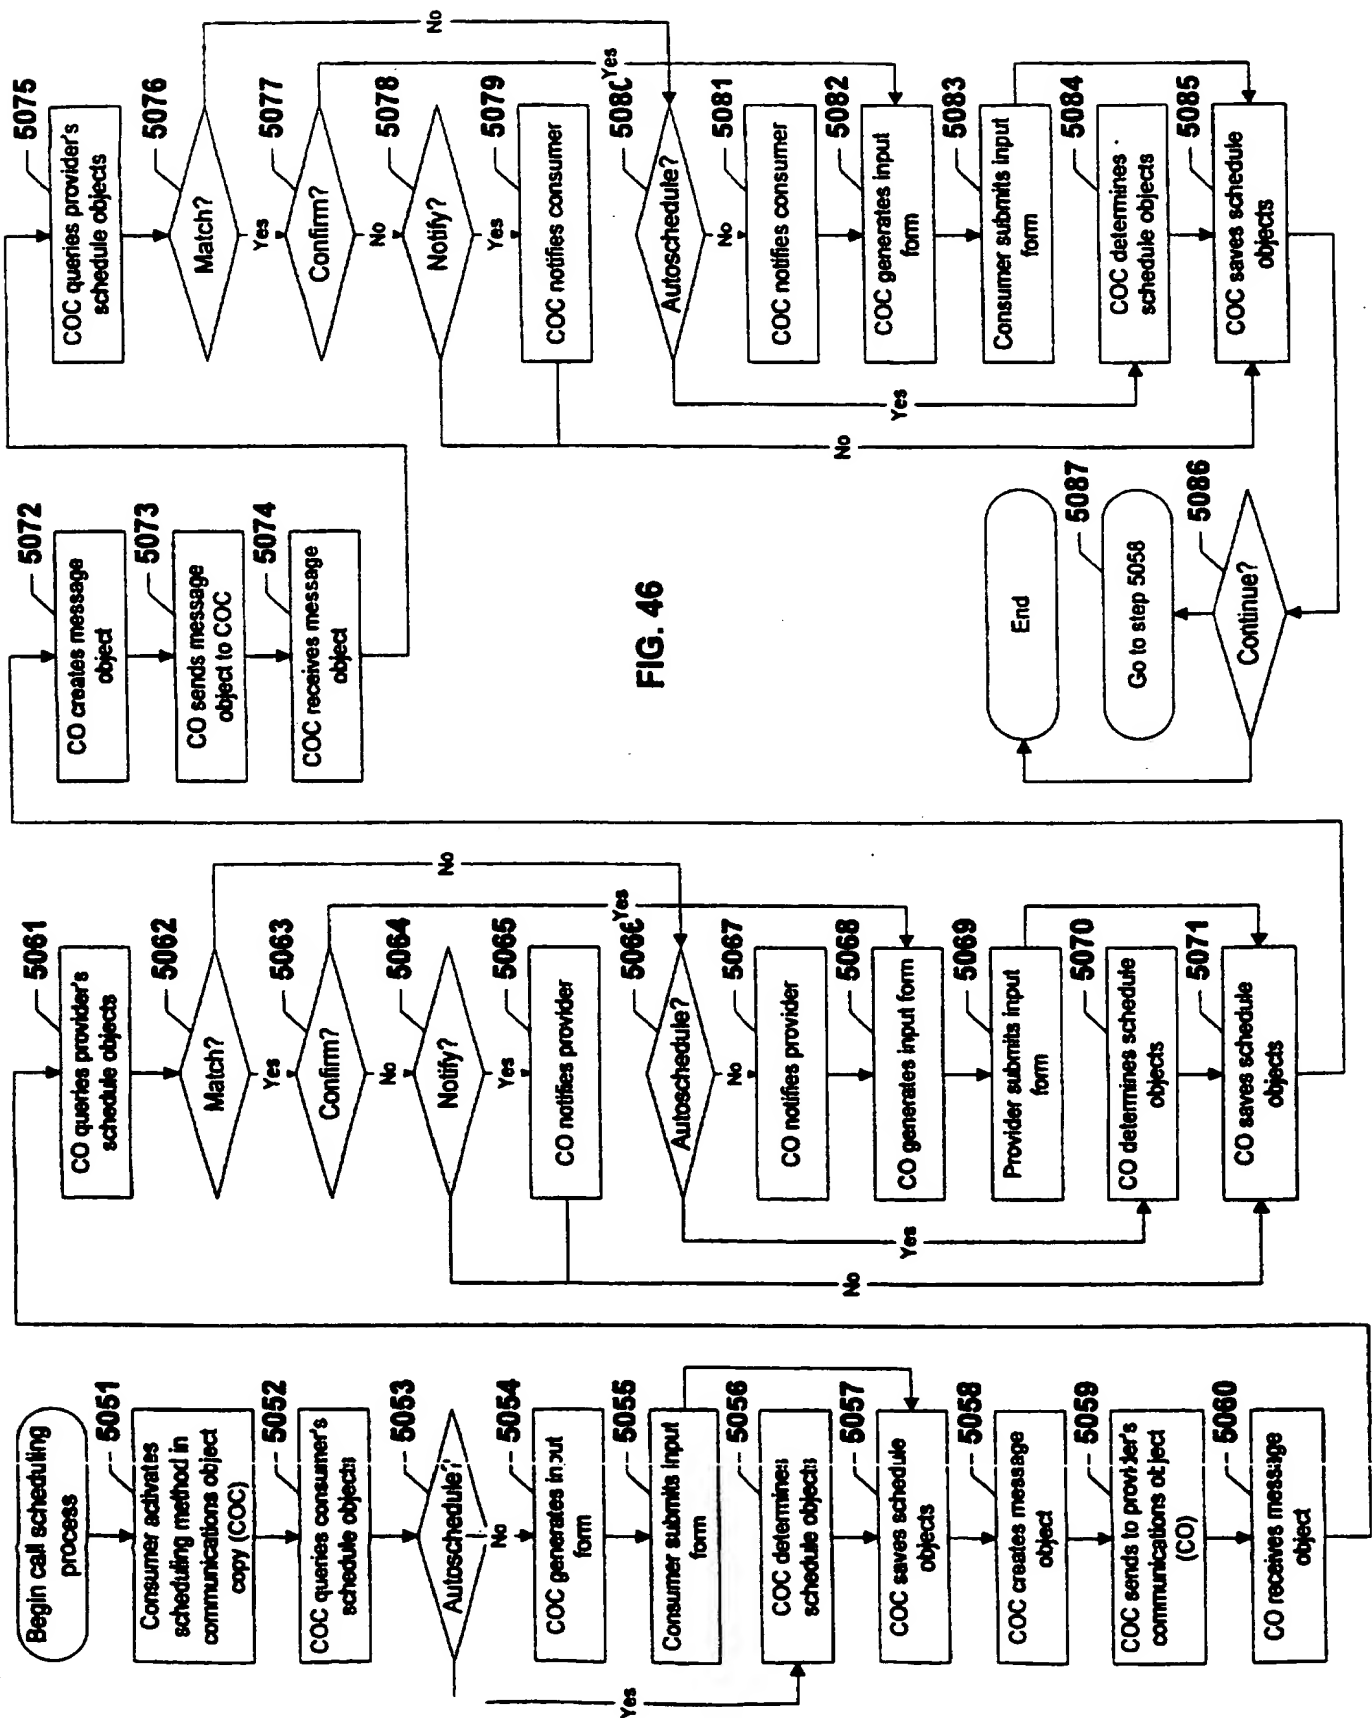 Begin call scheduling
process
5051
Consumer activates
scheduling method in
communications object
copy (COC)
5052
COC queries consumer's
schedule objects
5053
Autoschedule?
No
Yes
5054
COC generates input
form
5055
Consumer submits input
form
5056
COC determines
schedule objects
5057
COC saves schedule
objects
5058
COC creates message
object
5059
COC sends to provider's
communications object
(CO)
5060
CO receives message
object
5061
CO queries provider's
schedule objects
5062
Match?
Yes
No
5063
Confirm?
No
Yes
5064
Notify?
Yes
No
5065
CO notifies provider
5066
Autoschedule?
No
Yes
5067
CO notifies provider
5068
CO generates input form
5069
Provider submits input
form
5070
CO determines schedule
objects
5071
CO saves schedule
objects
5072
CO creates message
object
5073
CO sends message
object to COC
5074
COC receives message
object
FIG. 46
5075
COC queries provider's
schedule objects
5076
Match?
Yes
No
5077
Confirm?
No
Yes
5078
Notify?
Yes
No
5079
COC notifies consumer
5080
Autoschedule?
No
Yes
5081
COC notifies consumer
5082
COC generates input
form
5083
Consumer submits input
form
5084
COC determines
schedule objects
5085
COC saves schedule
objects
5086
Continue?
5087
Go to step 5058
End